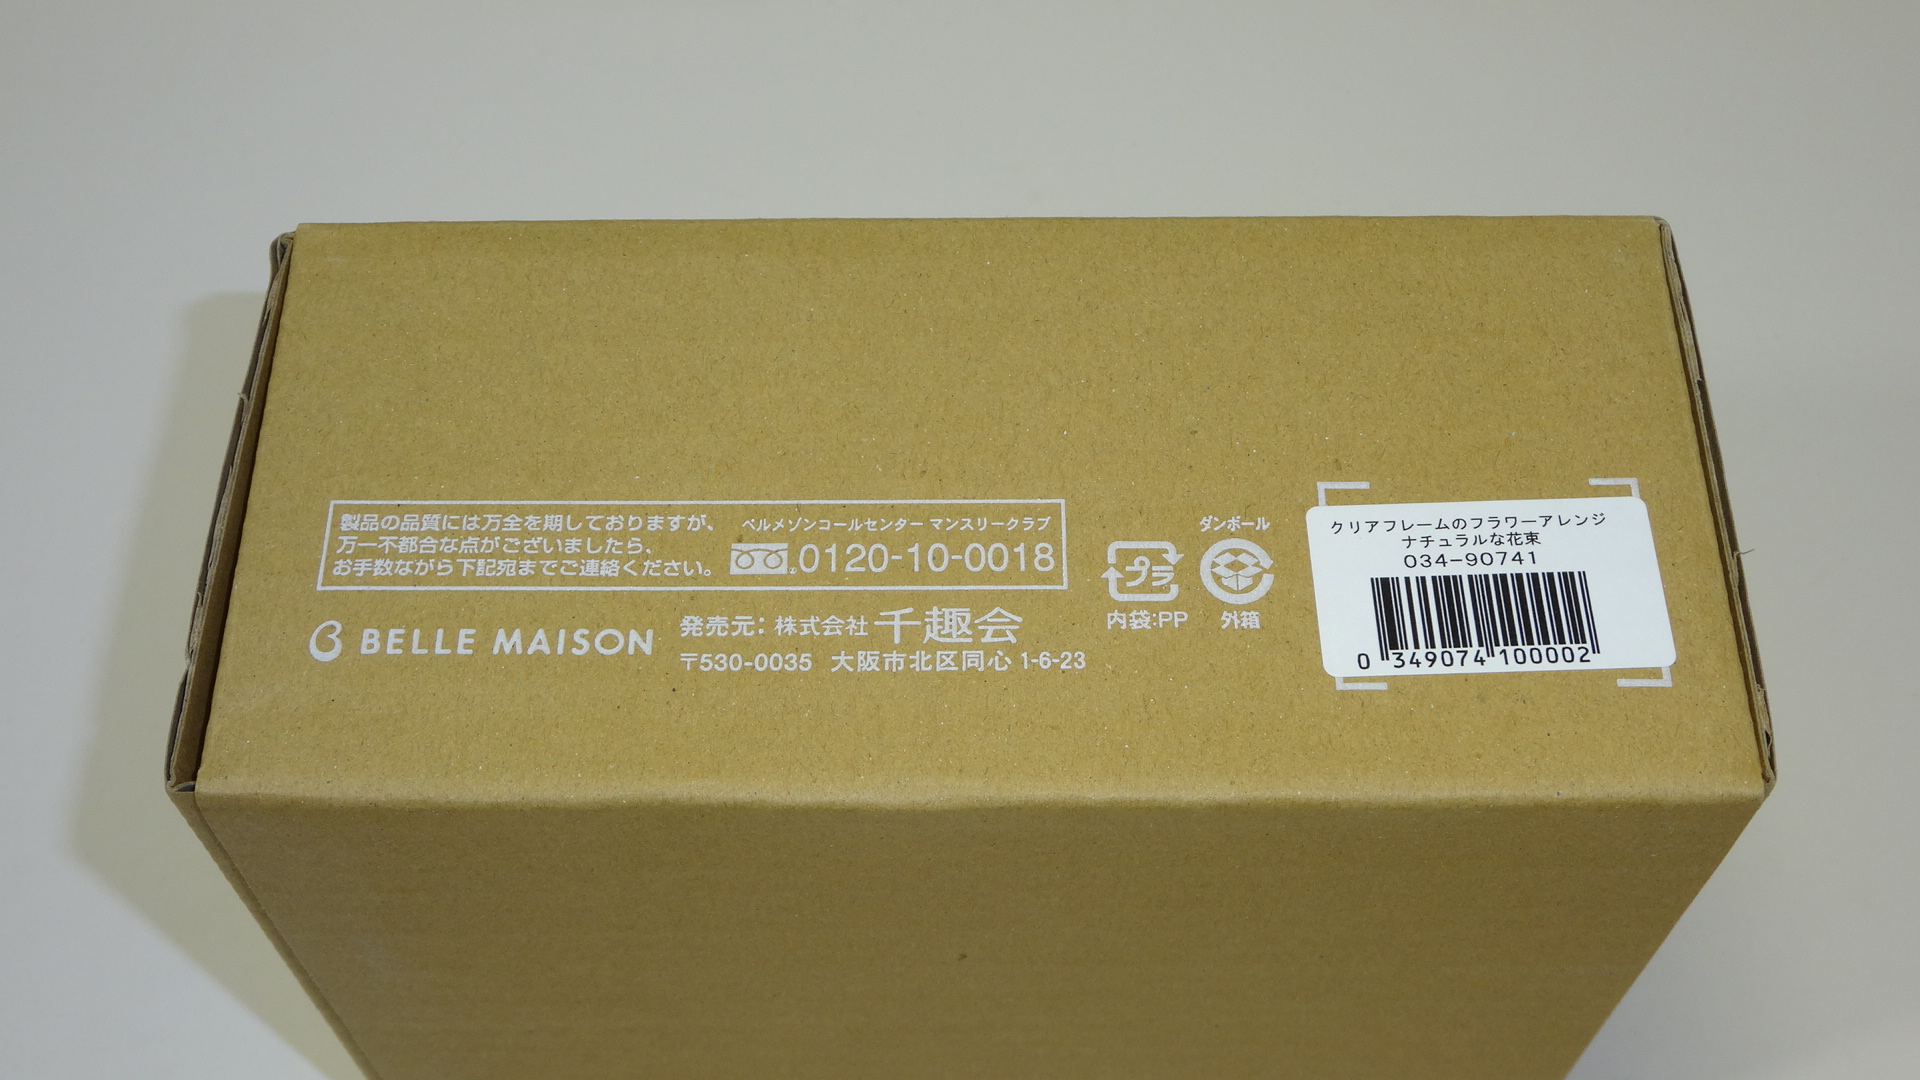 製品の品質には万全を期しておりますが、
万一不都合な点がございましたら、
お手数ながら下記宛までご連絡ください。
ベルメゾンコールセンター マンスリークラブ
0120-10-0018
BELLE MAISON
発売元：株式会社千趣会
〒530-0035 大阪市北区同心 1-6-23
プラ
内袋:PP
ダンボール
外箱
クリアフレームのフラワーアレンジ
ナチュラルな花束
034-90741
0 349074 100002